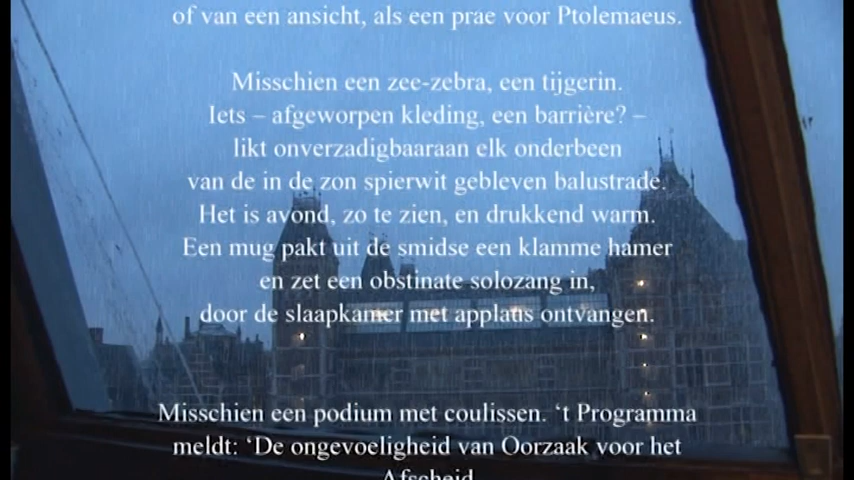 of van een ansicht, als een prae voor Ptolemaeus.
Misschien een zee-zebra, een tijgerin.
Iets – afgeworpen kleding, een barrière? –
likt onverzadigbaaraan elk onderbeen
van de in de zon spierwit gebleven balustrade.
Het is avond, zo te zien, en drukkend warm.
Een mug pakt uit de smidse een klamme hamer
en zet een obstinate solozang in,
door de slaapkamer met applaus ontvangen.
Misschien een podium met coulissen. ‘t Programma
meldt: ‘De ongevoeligheid van Oorzaak voor het
Afscheid